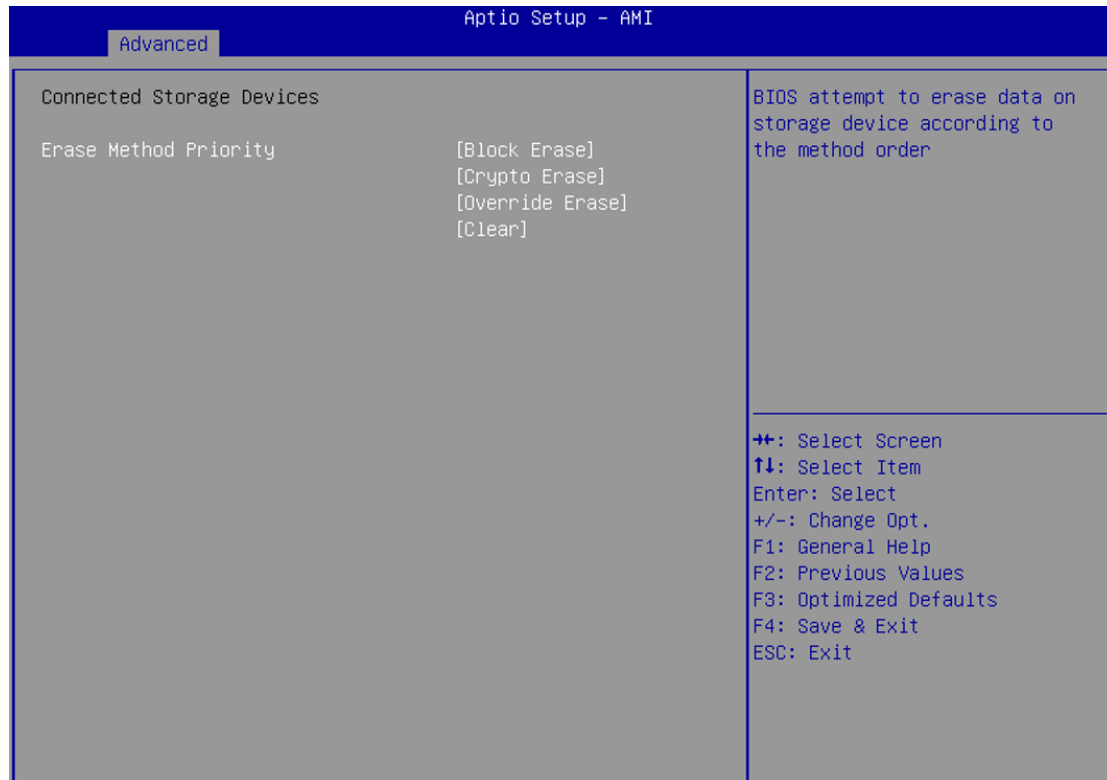 Aptio Setup – AMI
Advanced
Connected Storage Devices
Erase Method Priority [Block Erase]
[Crypto Erase]
[Override Erase]
[Clear]
BIOS attempt to erase data on
storage device according to
the method order
→←: Select Screen
↑↓: Select Item
Enter: Select
+/-: Change Opt.
F1: General Help
F2: Previous Values
F3: Optimized Defaults
F4: Save & Exit
ESC: Exit